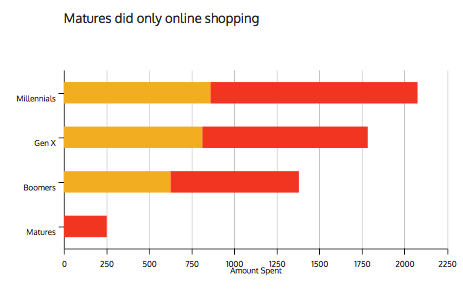 Matures did only online shopping
Millennials
Gen X
Boomers
Matures
0 250 500 750 1000 1250 1500 1750 2000 2250
Amount Spent